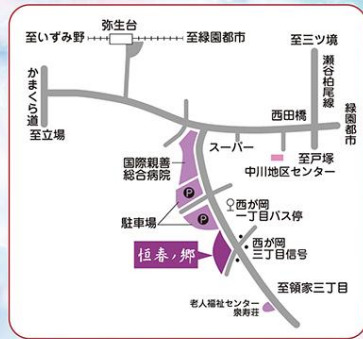 弥生台
至いずみ野
至緑園都市
至三ツ境
瀬谷柏尾線
かまくら道
緑園都市
西田橋
至立場
スーパー
至戸塚
中川地区センター
国際親善
総合病院
P
駐車場
P
西が岡
一丁目バス停
西が岡
三丁目信号
恒春ノ郷
至領家三丁目
老人福祉センター
泉寿荘